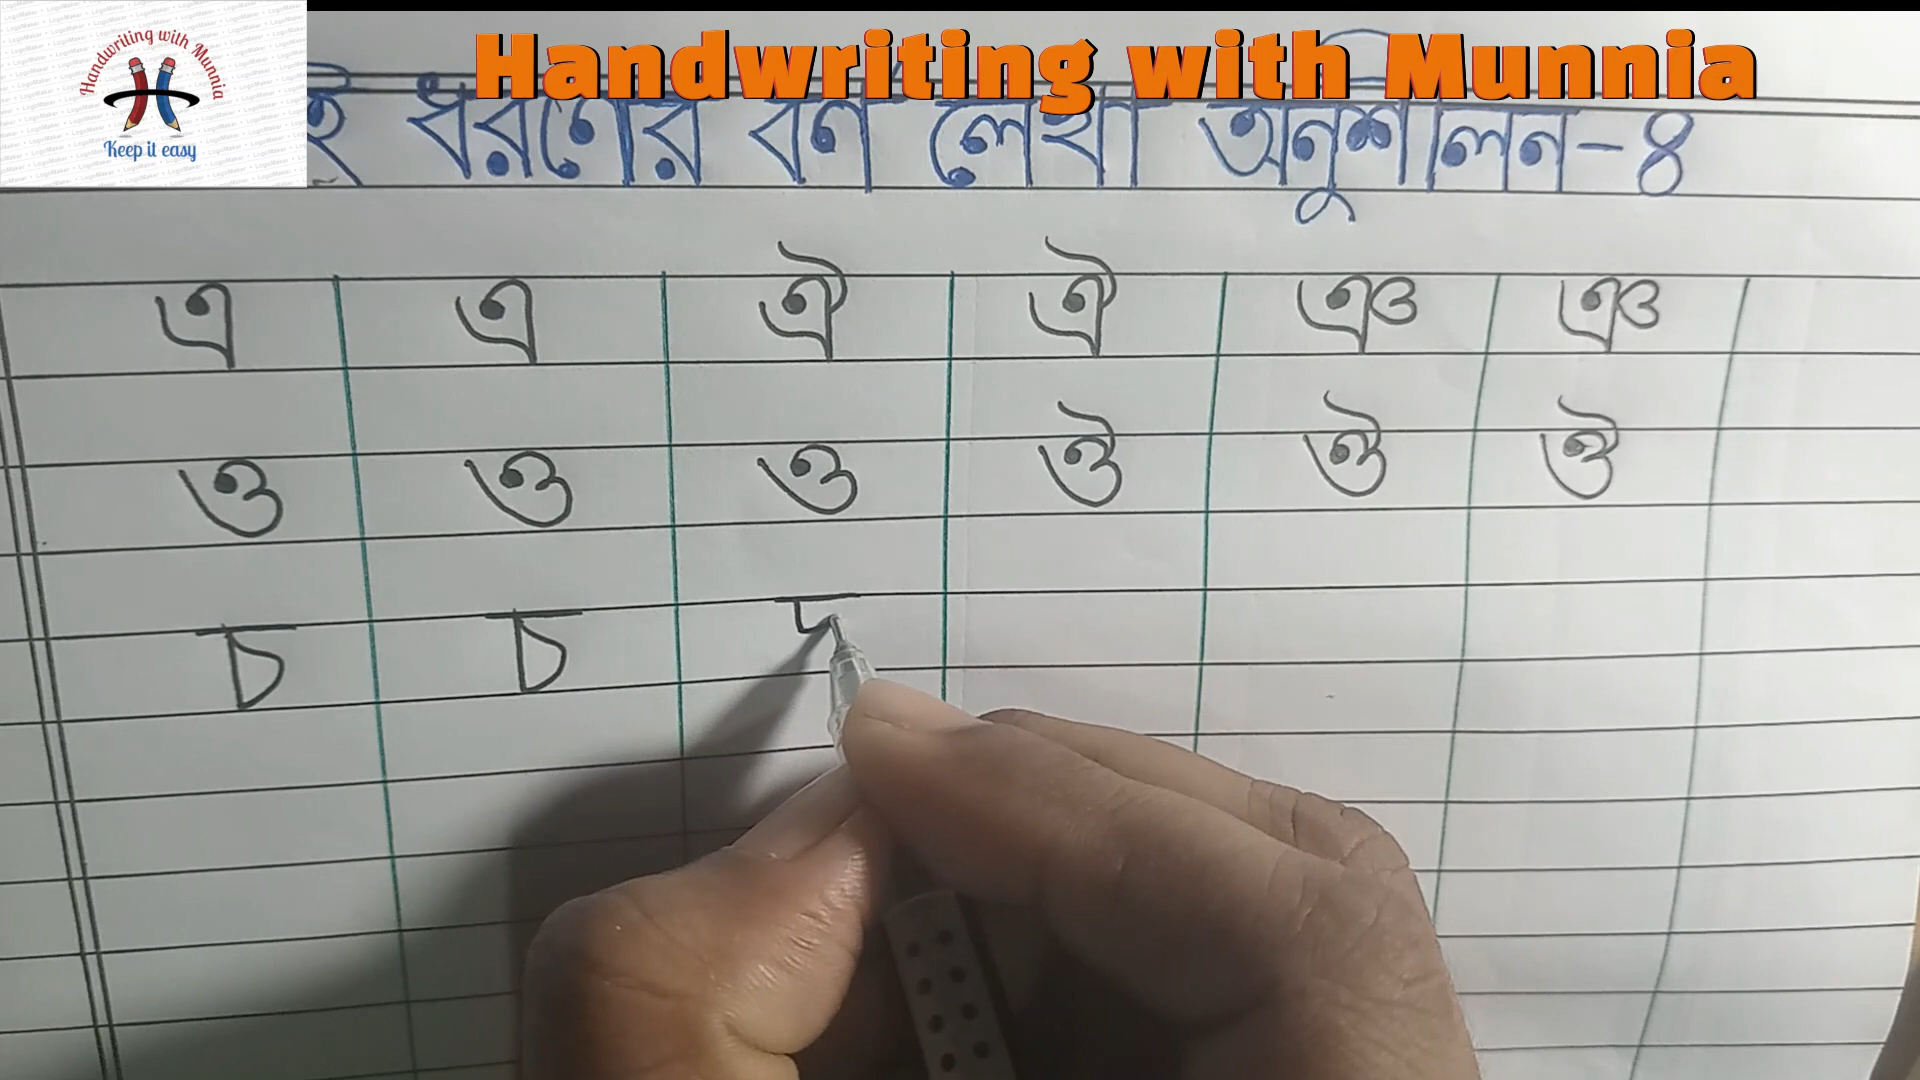 Handwriting with Munnia
Handwriting with Munnia
Keep it easy
ই ধরণের বর্ণ লেখা অনুশীলন-৪
এ এ ঐ ঐ এও এও
ও ও ও ঔ ঔ ঔ
চ চ